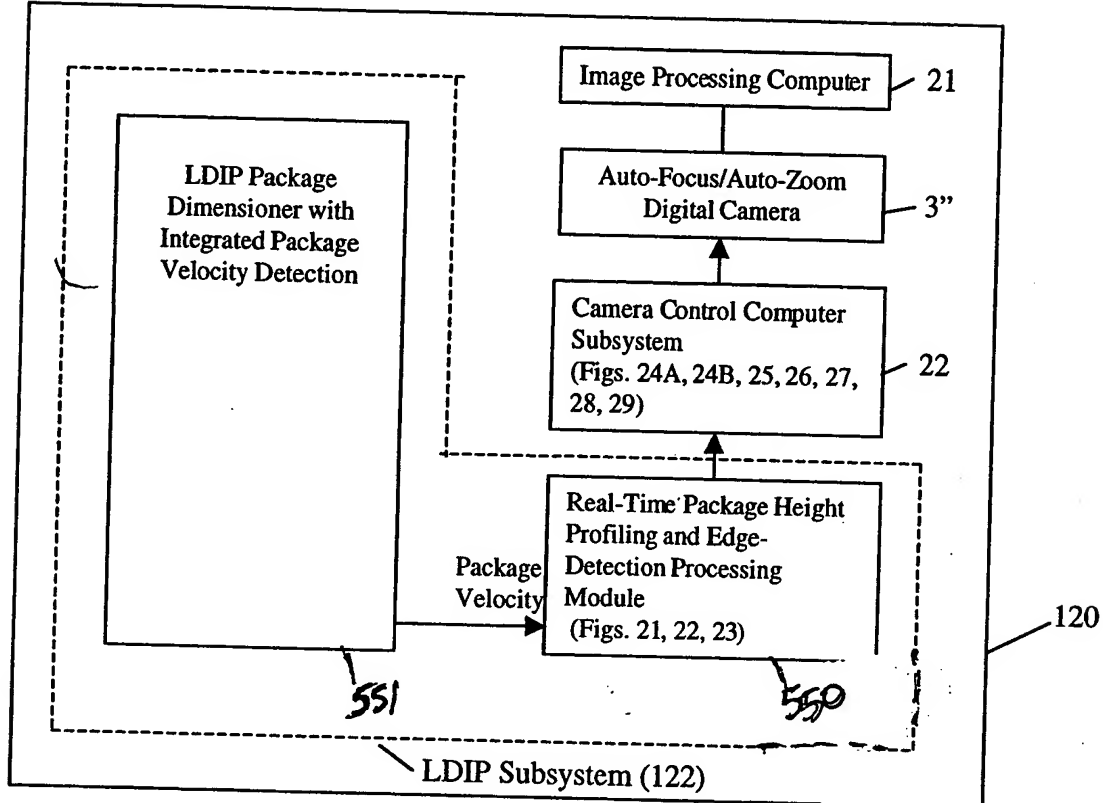 Image Processing Computer
21
LDIP Package
Dimensioner with
Integrated Package
Velocity Detection
Auto-Focus/Auto-Zoom
Digital Camera
3”
Camera Control Computer
Subsystem
(Figs. 24A, 24B, 25, 26, 27,
28, 29)
22
Real-Time Package Height
Profiling and Edge-
Detection Processing
Module
(Figs. 21, 22, 23)
Package
Velocity
120
551
550
LDIP Subsystem (122)